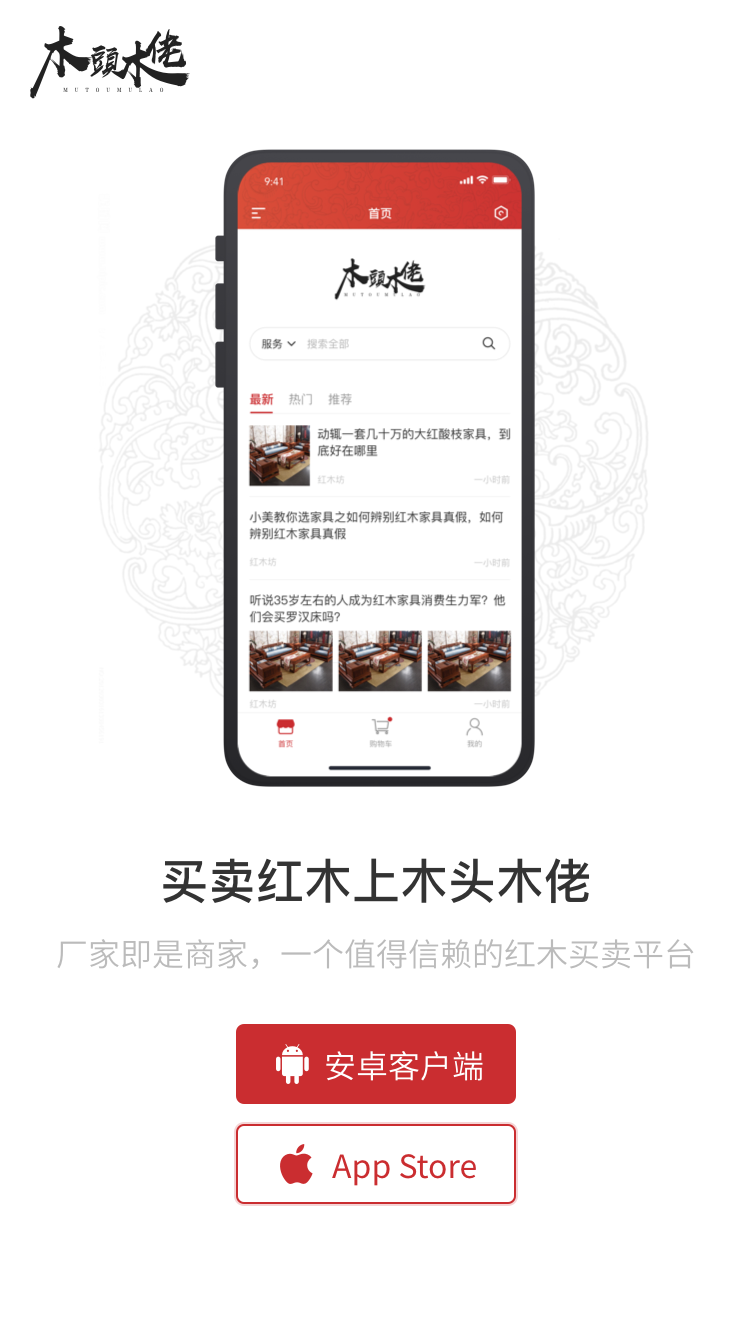 木頭木佬
MUTOUMULAO
9:41
首页
木頭木佬
MUTOUMULAO
服务 搜索全部
最新 热门 推荐
动辄一套几十万的大红酸枝家具，到
底好在哪里
红木坊 一小时前
小美教你选家具之如何辨别红木家具真假，如何
辨别红木家具真假
红木坊 一小时前
听说35岁左右的人成为红木家具消费生力军？他
们会买罗汉床吗？
红木坊 一小时前
首页 购物车 我的
买卖红木上木头木佬
厂家即是商家，一个值得信赖的红木买卖平台
安卓客户端
App Store